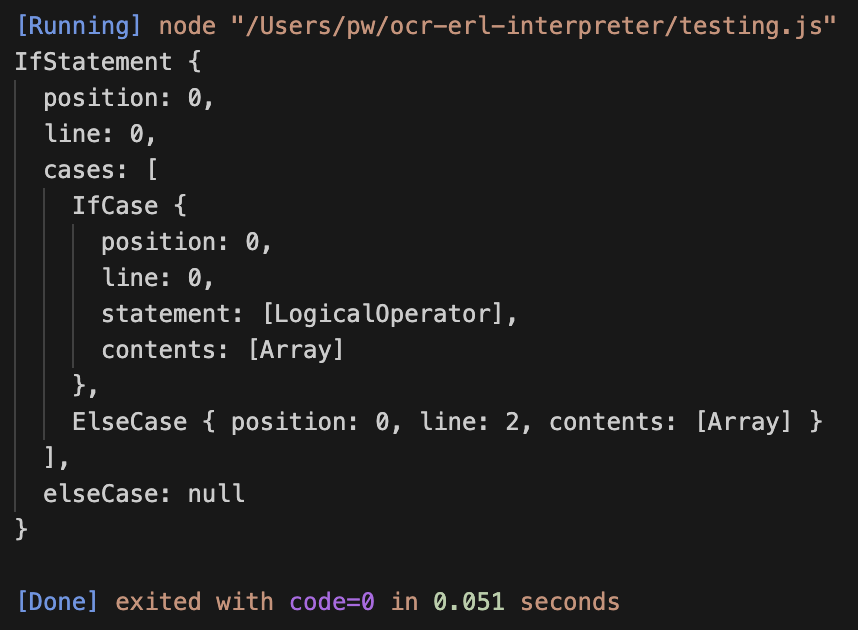 [Running] node "/Users/pw/ocr-erl-interpreter/testing.js"
IfStatement {
  position: 0,
  line: 0,
  cases: [
    IfCase {
      position: 0,
      line: 0,
      statement: [LogicalOperator],
      contents: [Array]
    },
    ElseCase { position: 0, line: 2, contents: [Array] }
  ],
  elseCase: null
}
[Done] exited with code=0 in 0.051 seconds